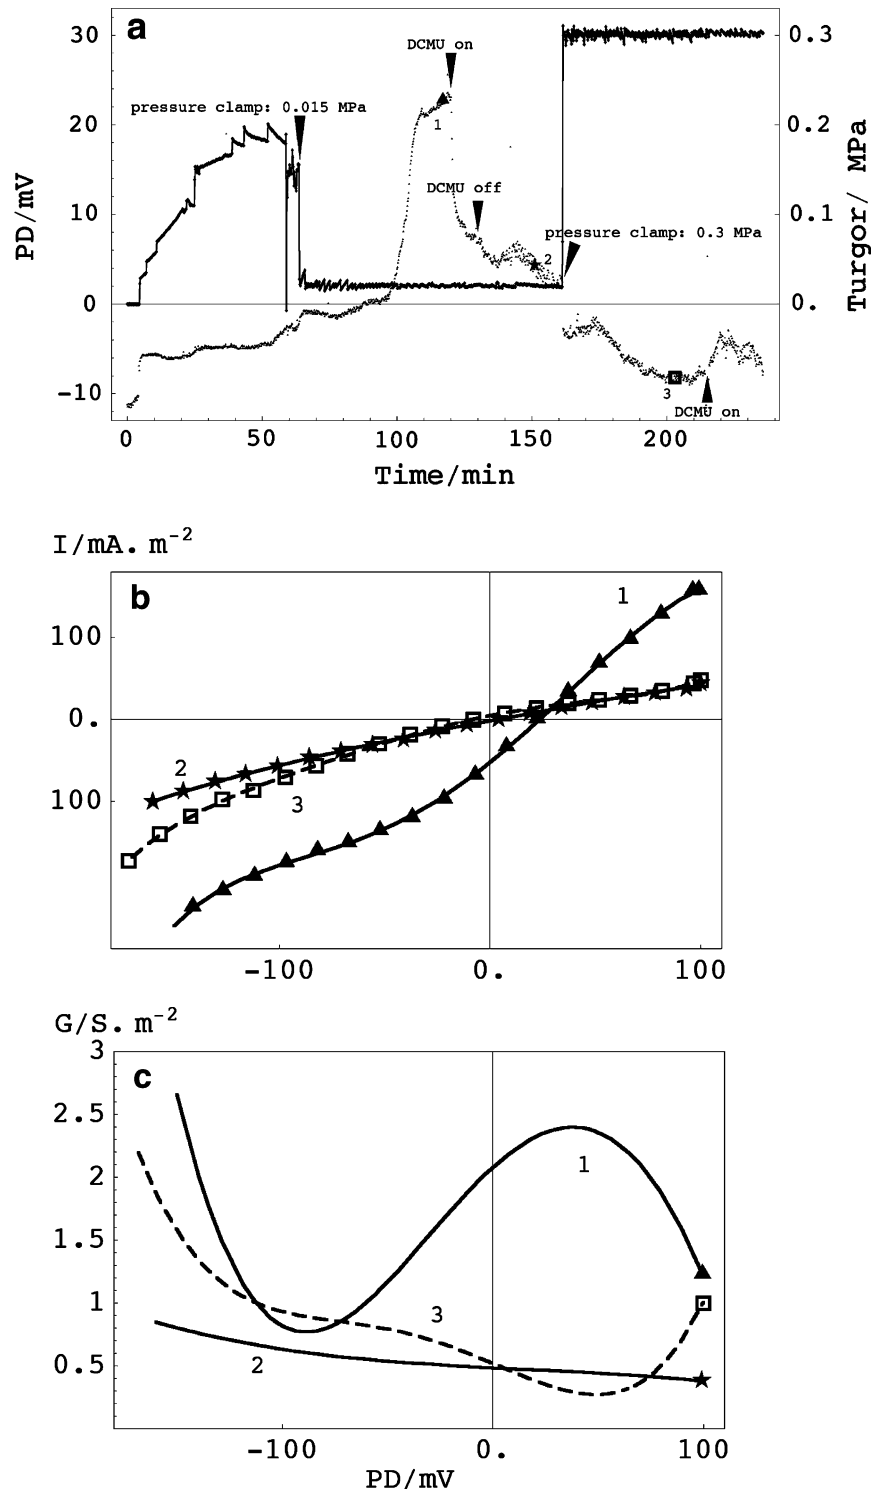 a
30
20
10
0
-10
PD/mV
0.3
0.2
0.1
0.
Turgor/ MPa
DCMU on
pressure clamp: 0.015 MPa
1
DCMU off
pressure clamp: 0.3 MPa
2
3
DCMU on
0 50 100 150 200
Time/min
I/mA.m-2
b
1
100
0.
2
3
100
-100 0. 100
G/S.m-2
c
3
2.5
2
1.5
1
0.5
1
3
2
-100 0. 100
PD/mV